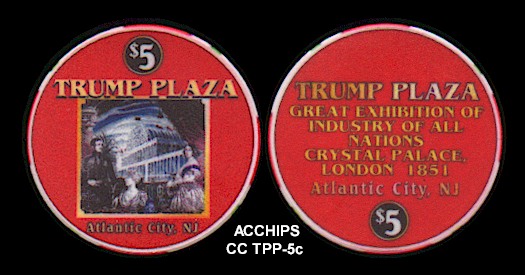 $5
TRUMP PLAZA
Atlantic City, NJ
TRUMP PLAZA
GREAT EXHIBITION OF
INDUSTRY OF ALL
NATIONS
CRYSTAL PALACE,
LONDON 1851
Atlantic City, NJ
$5
ACCHIPS
CC TPP-5c